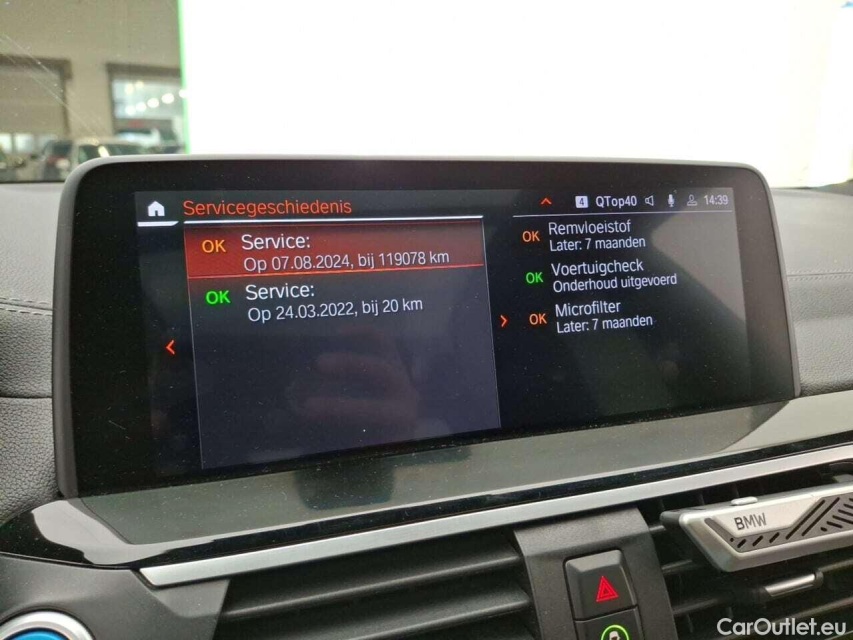 Servicegeschiedenis
4 QTop40 14:39
OK Service:
Op 07.08.2024, bij 119078 km
OK Service:
Op 24.03.2022, bij 20 km
OK Remvloeistof
Later: 7 maanden
OK Voertuigcheck
Onderhoud uitgevoerd
OK Microfilter
Later: 7 maanden
BMW
CarOutlet.eu